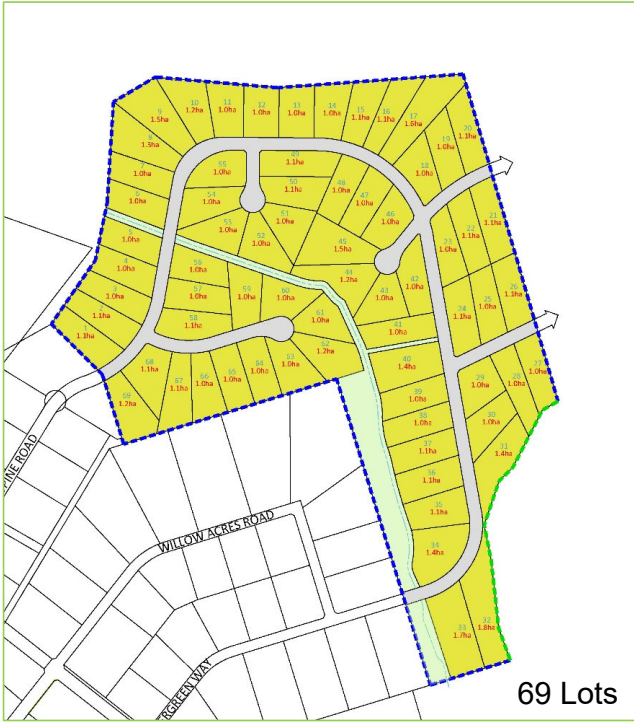 9
1.5ha
10
1.2ha
11
1.0ha
12
1.0ha
13
1.0ha
14
1.0ha
15
1.1ha
16
1.1ha
17
1.6ha
20
1.1ha
19
1.0ha
8
1.5ha
7
1.0ha
6
1.0ha
55
1.0ha
49
1.1ha
50
1.1ha
48
1.0ha
47
1.0ha
18
1.0ha
54
1.0ha
53
1.0ha
51
1.0ha
52
1.0ha
46
1.0ha
45
1.5ha
21
1.1ha
22
1.1ha
23
1.0ha
5
1.0ha
4
1.0ha
3
1.0ha
1.1ha
1
1.1ha
56
1.0ha
57
1.0ha
58
1.1ha
59
1.0ha
60
1.0ha
61
1.0ha
62
1.2ha
44
1.2ha
43
1.0ha
42
1.0ha
41
1.0ha
24
1.1ha
25
1.0ha
26
1.1ha
68
1.1ha
69
1.2ha
67
1.1ha
66
1.0ha
65
1.0ha
64
1.0ha
63
1.0ha
40
1.4ha
39
1.0ha
38
1.0ha
37
1.1ha
36
1.1ha
35
1.1ha
34
1.4ha
29
1.0ha
28
1.0ha
27
1.0ha
30
1.0ha
31
1.4ha
PINE ROAD
WILLOW ACRES ROAD
ERGREEN WAY
33
1.7ha
32
1.8ha
69 Lots